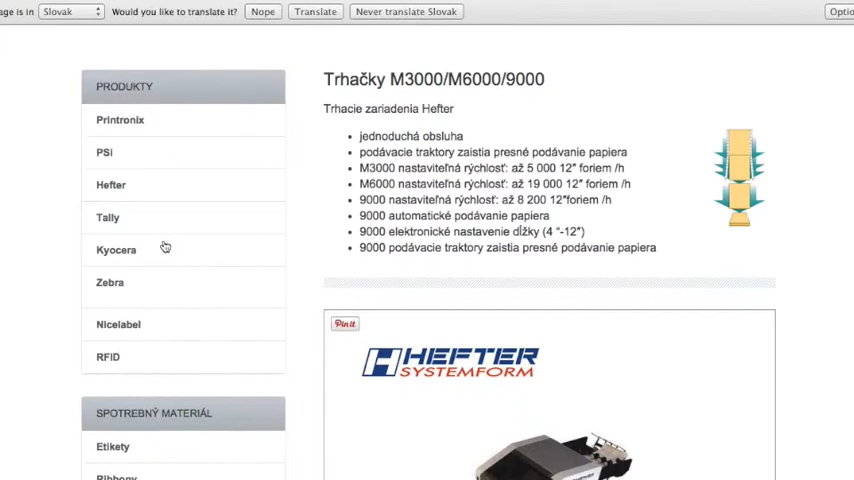 age is in Slovak Would you like to translate it? Nope Translate Never translate Slovak Optio
PRODUKTY
Printronix
PSi
Hefter
Tally
Kyocera
Zebra
Nicelabel
RFID
SPOTREBNÝ MATERIÁL
Etikety
Ribbony
Trhačky M3000/M6000/9000
Trhacie zariadenia Hefter
• jednoduchá obsluha
• podávacie traktory zaistia presné podávanie papiera
• M3000 nastaviteľná rýchlosť: až 5 000 12″ foriem /h
• M6000 nastaviteľná rýchlosť: až 19 000 12″ foriem /h
• 9000 nastaviteľná rýchlosť: až 8 200 12″foriem /h
• 9000 automatické podávanie papiera
• 9000 elektronické nastavenie dĺžky (4 “-12″)
• 9000 podávacie traktory zaistia presné podávanie papiera
Pin it
HEFTER
SYSTEMFORM
HEFTER